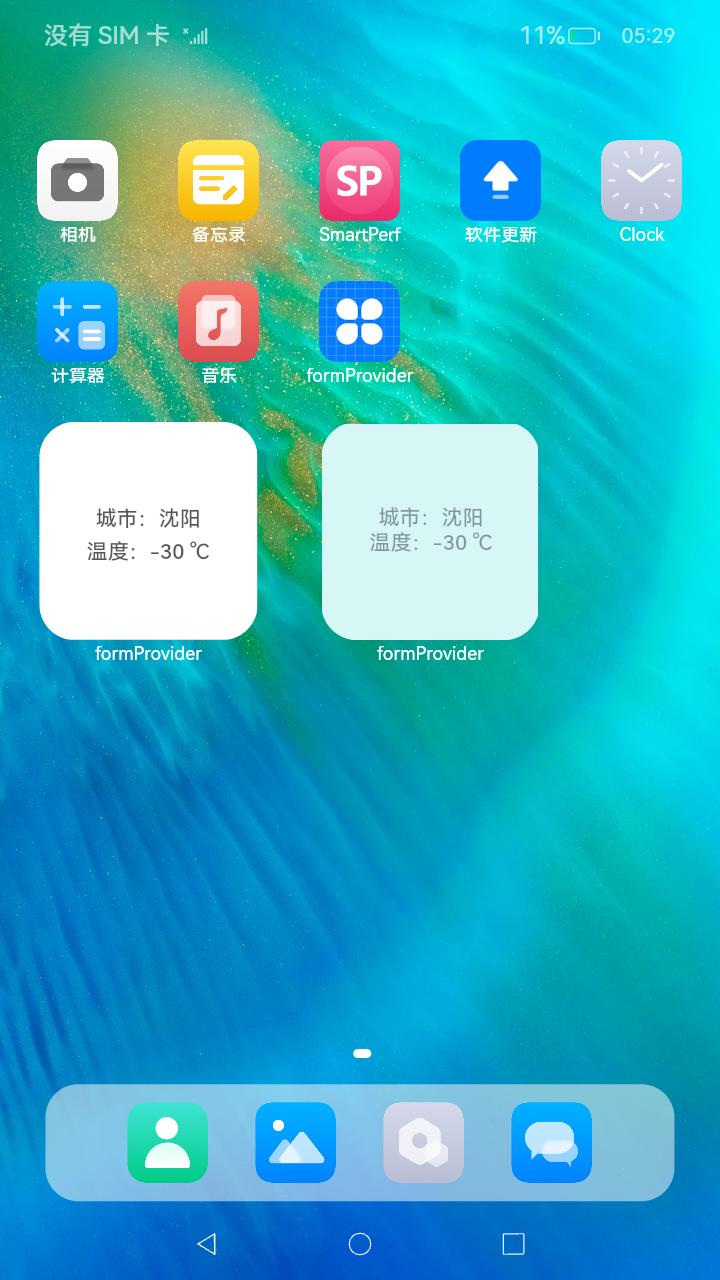 没有 SIM 卡
11%
05:29
相机
备忘录
SP
SmartPerf
软件更新
Clock
计算器
音乐
formProvider
城市：沈阳
温度：-30 ℃
formProvider
城市：沈阳
温度：-30 ℃
formProvider